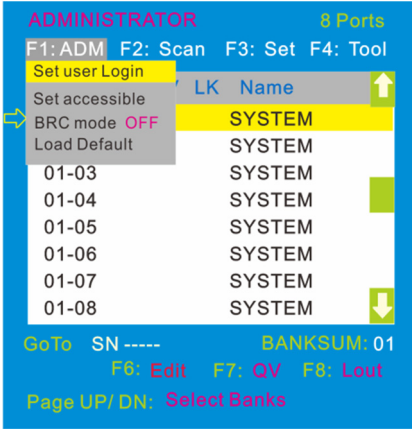 ADMINISTRATOR 8 Ports
F1: ADM F2: Scan F3: Set F4: Tool
Set user Login
LK Name
Set accessible
BRC mode OFF SYSTEM
Load Default SYSTEM
01-03 SYSTEM
01-04 SYSTEM
01-05 SYSTEM
01-06 SYSTEM
01-07 SYSTEM
01-08 SYSTEM
GoTo SN ----- BANKSUM: 01
F6: Edit F7: QV F8: Lout
Page UP/ DN: Select Banks